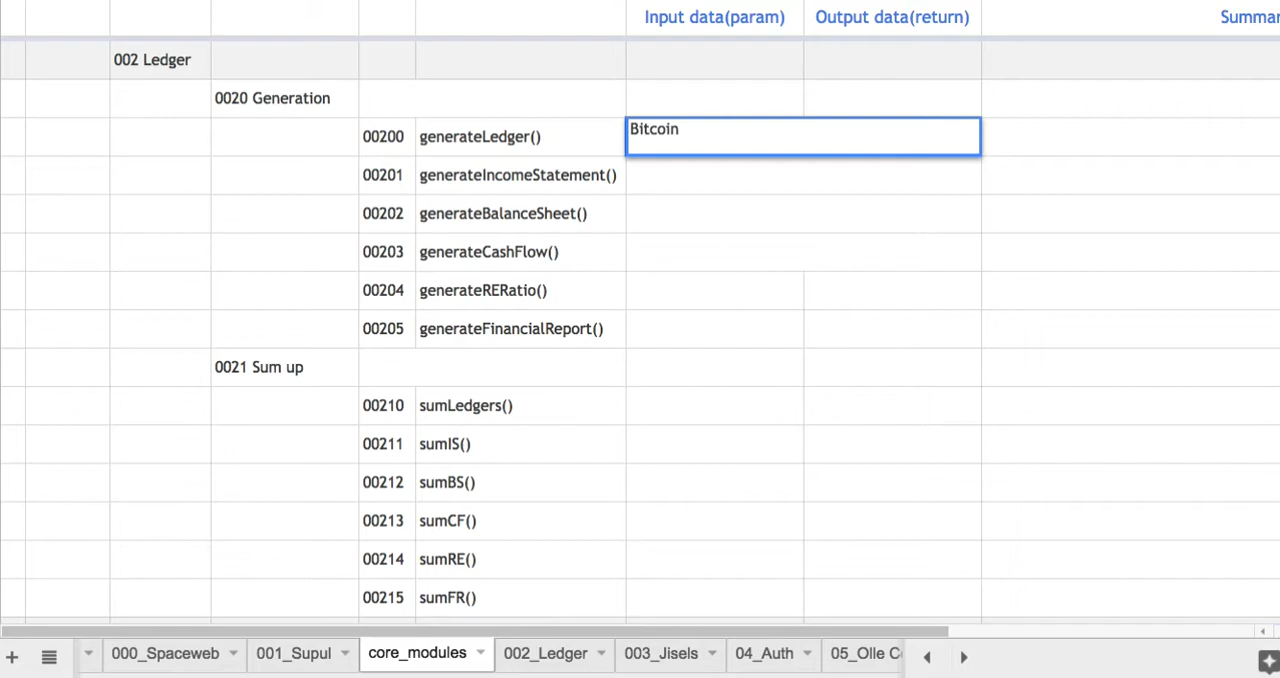 Input data(param) Output data(return) Summar
002 Ledger
0020 Generation
00200 generateLedger() Bitcoin
00201 generateIncomeStatement()
00202 generateBalanceSheet()
00203 generateCashFlow()
00204 generateRERatio()
00205 generateFinancialReport()
0021 Sum up
00210 sumLedgers()
00211 sumIS()
00212 sumBS()
00213 sumCF()
00214 sumRE()
00215 sumFR()
000_Spaceweb 001_Supul core_modules 002_Ledger 003_Jisels 04_Auth 05_Olle C